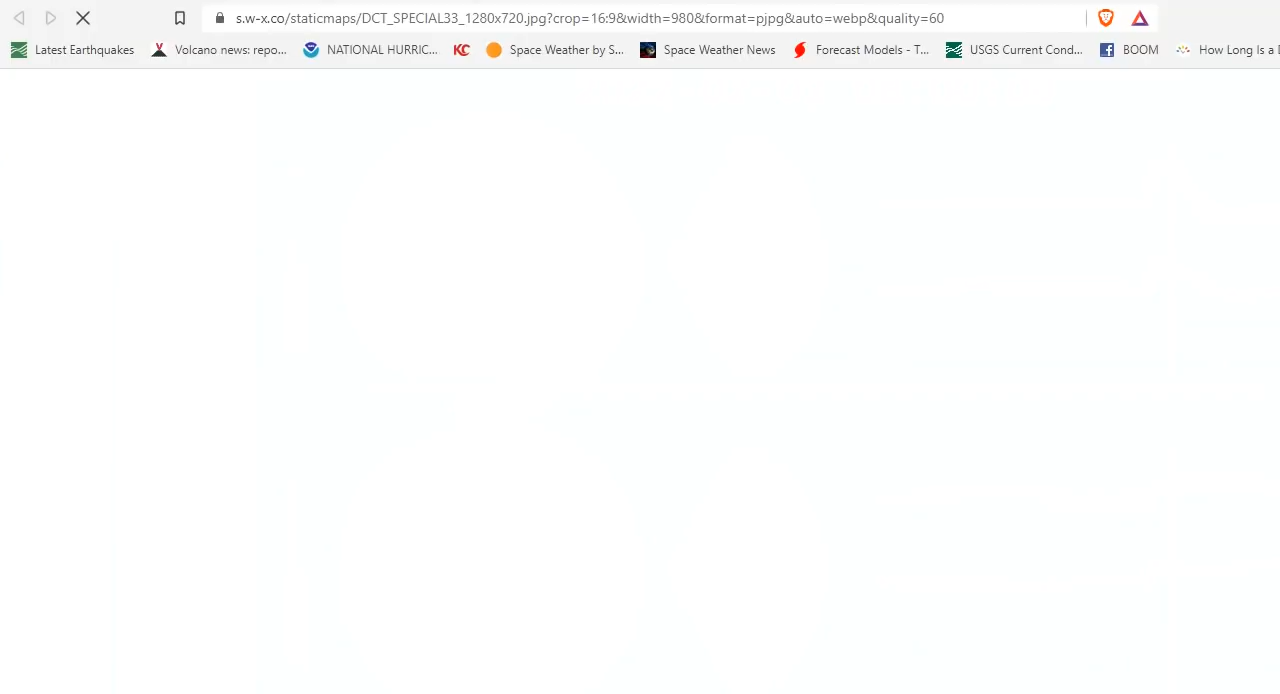 s.w-x.co/staticmaps/DCT_SPECIAL33_1280x720.jpg?crop=16:9&width=980&format=pjpg&auto=webp&quality=60
Latest Earthquakes V Volcano news: repo... NATIONAL HURRIC... KC Space Weather by S... Space Weather News Forecast Models - T... USGS Current Cond... f BOOM How Long Is a